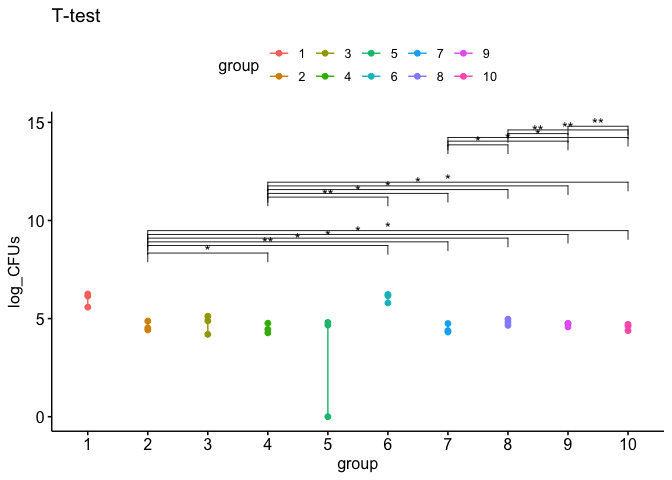 T-test
group 1 3 5 7 9
2 4 6 8 10
15
** ** **
* * *
10
* * * * *
**
5
* * * * **
*
0
log_CFUs
1 2 3 4 5 6 7 8 9 10
group